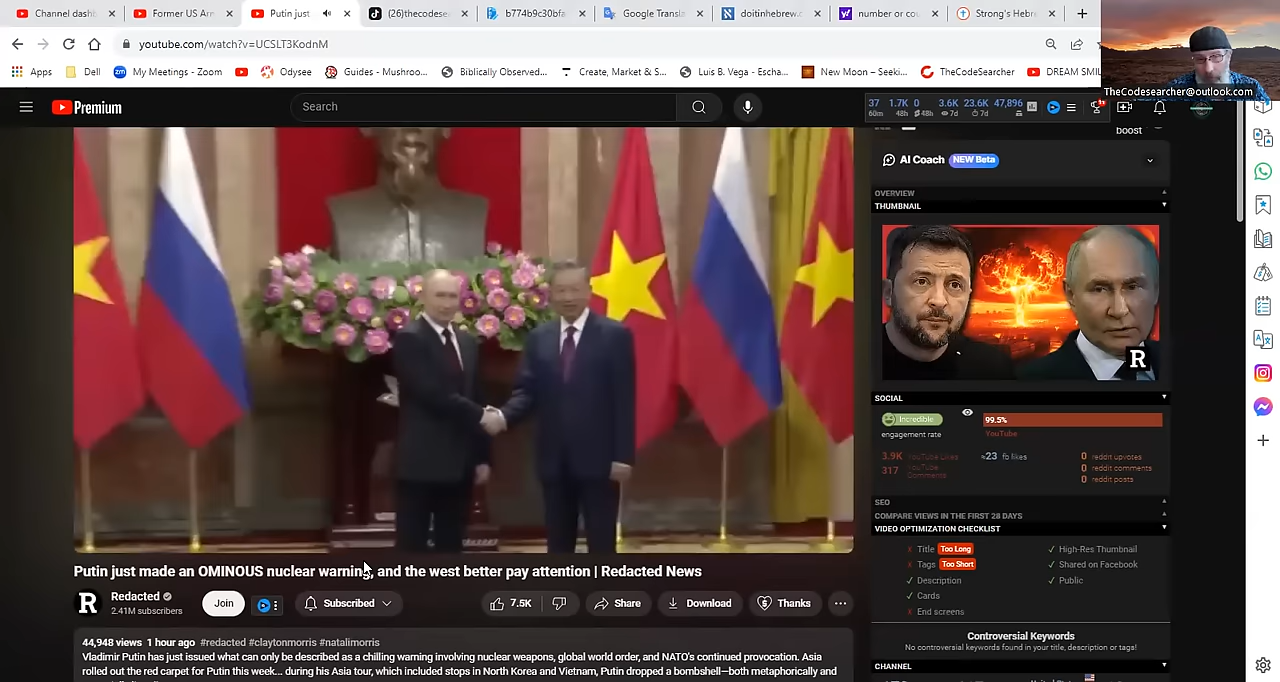 Channel dashl
Former US Arr
Putin just
(26)thecodesea
b774b9c30bfa
Google Transla
doitinhebrew.c
number or cou
Strong's Hebre
youtube.com/watch?v=UCSLT3KodnM
Apps
Dell
My Meetings - Zoom
Odysee
Guides - Mushroo...
Biblically Observed...
Create, Market & S...
Luis B. Vega - Escha...
New Moon – Seeki...
TheCodeSearcher
DREAM SMIL
TheCodesearcher@outlook.com
Premium
Search
37 1.7K 0 3.6K 23.6K 47,896
60m 48h 48h 7d 7d
boost
AI Coach NEW Beta
OVERVIEW
THUMBNAIL
R
SOCIAL
Incredible
engagement rate
99.5%
YouTube
3.9K YouTube Likes
317 YouTube Comments
≈23 fb likes
0 reddit upvotes
0 reddit comments
0 reddit posts
SEO
COMPARE VIEWS IN THE FIRST 28 DAYS
VIDEO OPTIMIZATION CHECKLIST
Title Too Long
Tags Too Short
Description
Cards
End screens
High-Res Thumbnail
Shared on Facebook
Public
Controversial Keywords
No controversial keywords found in your title, description or tags!
CHANNEL
Putin just made an OMINOUS nuclear warning, and the west better pay attention | Redacted News
R
Redacted
2.41M subscribers
Join
Subscribed
7.5K
Share
Download
Thanks
44,948 views 1 hour ago #redacted #claytonmorris #natalimorris
Vladimir Putin has just issued what can only be described as a chilling warning involving nuclear weapons, global world order, and NATO's continued provocation. Asia
rolled out the red carpet for Putin this week... during his Asia tour, which included stops in North Korea and Vietnam, Putin dropped a bombshell—both metaphorically and